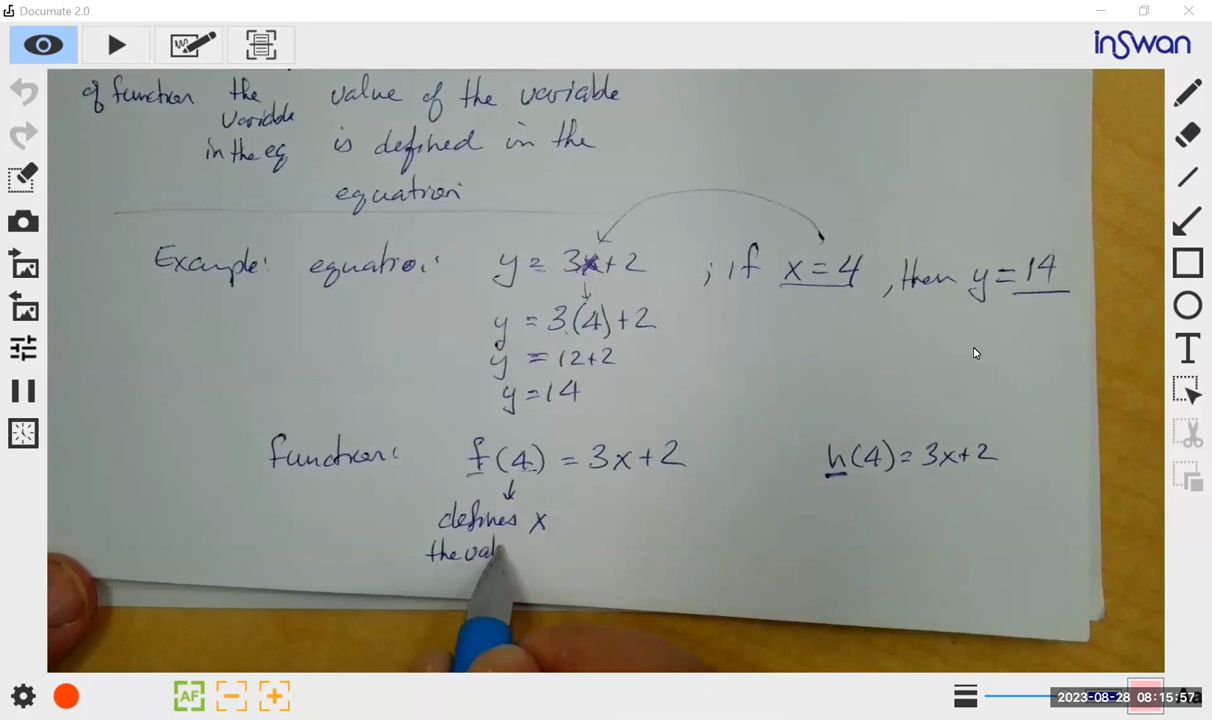 Documate 2.0
inSwan
of function the value of the variable
variable
in the eq is defined in the
equation
Example: equation: y = 3x+2 ; if x=4 , then y=14
y = 3(4)+2
y = 12+2
y=14
function: f(4) = 3x+2 h(4)=3x+2
defines x
the val
T
AF
2023-08-28 08:15:57